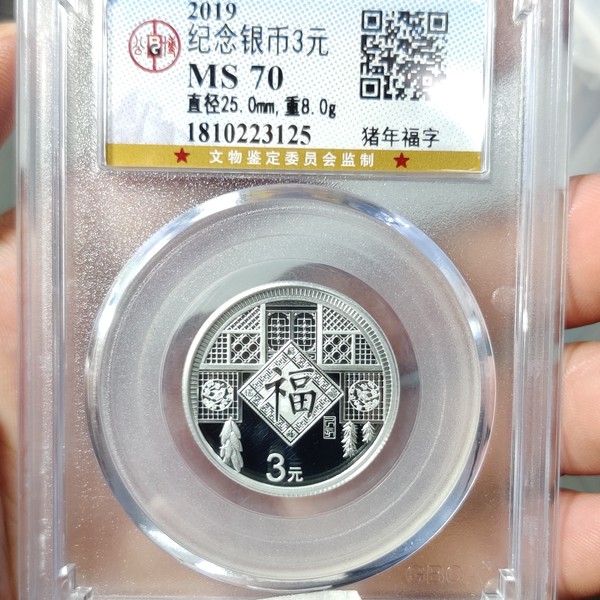 2019
纪念银币3元
MS 70
直径25.0mm,重8.0g
1810223125
猪年福字
★ 文物鉴定委员会监制 ★
福
3元